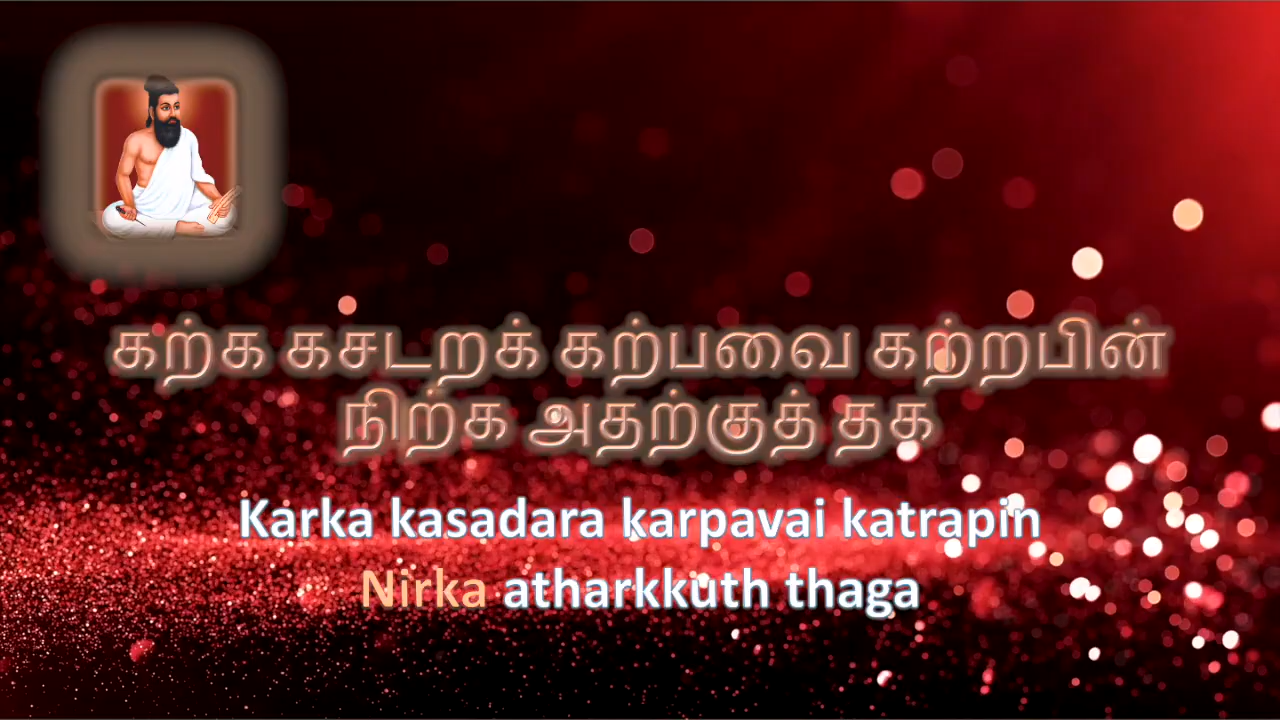 கற்க கசடறக் கற்பவை கற்றபின்
நிற்க அதற்குத் தக
Karka kasadara karpavai katrapin
Nirka atharkkuth thaga